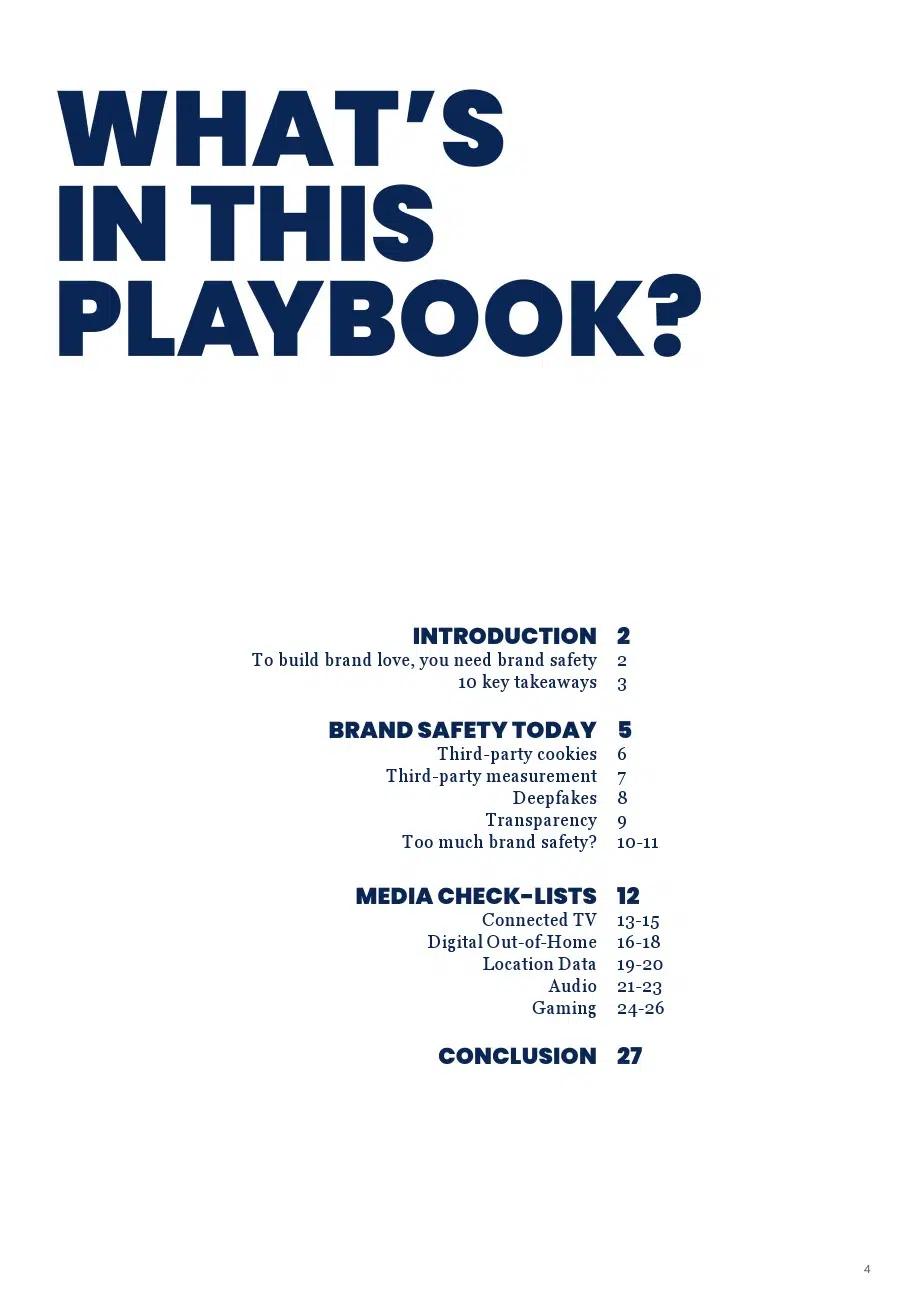 WHAT’S
IN THIS
PLAYBOOK?
INTRODUCTION 2
To build brand love, you need brand safety 2
10 key takeaways 3
BRAND SAFETY TODAY 5
Third-party cookies 6
Third-party measurement 7
Deepfakes 8
Transparency 9
Too much brand safety? 10-11
MEDIA CHECK-LISTS 12
Connected TV 13-15
Digital Out-of-Home 16-18
Location Data 19-20
Audio 21-23
Gaming 24-26
CONCLUSION 27
4